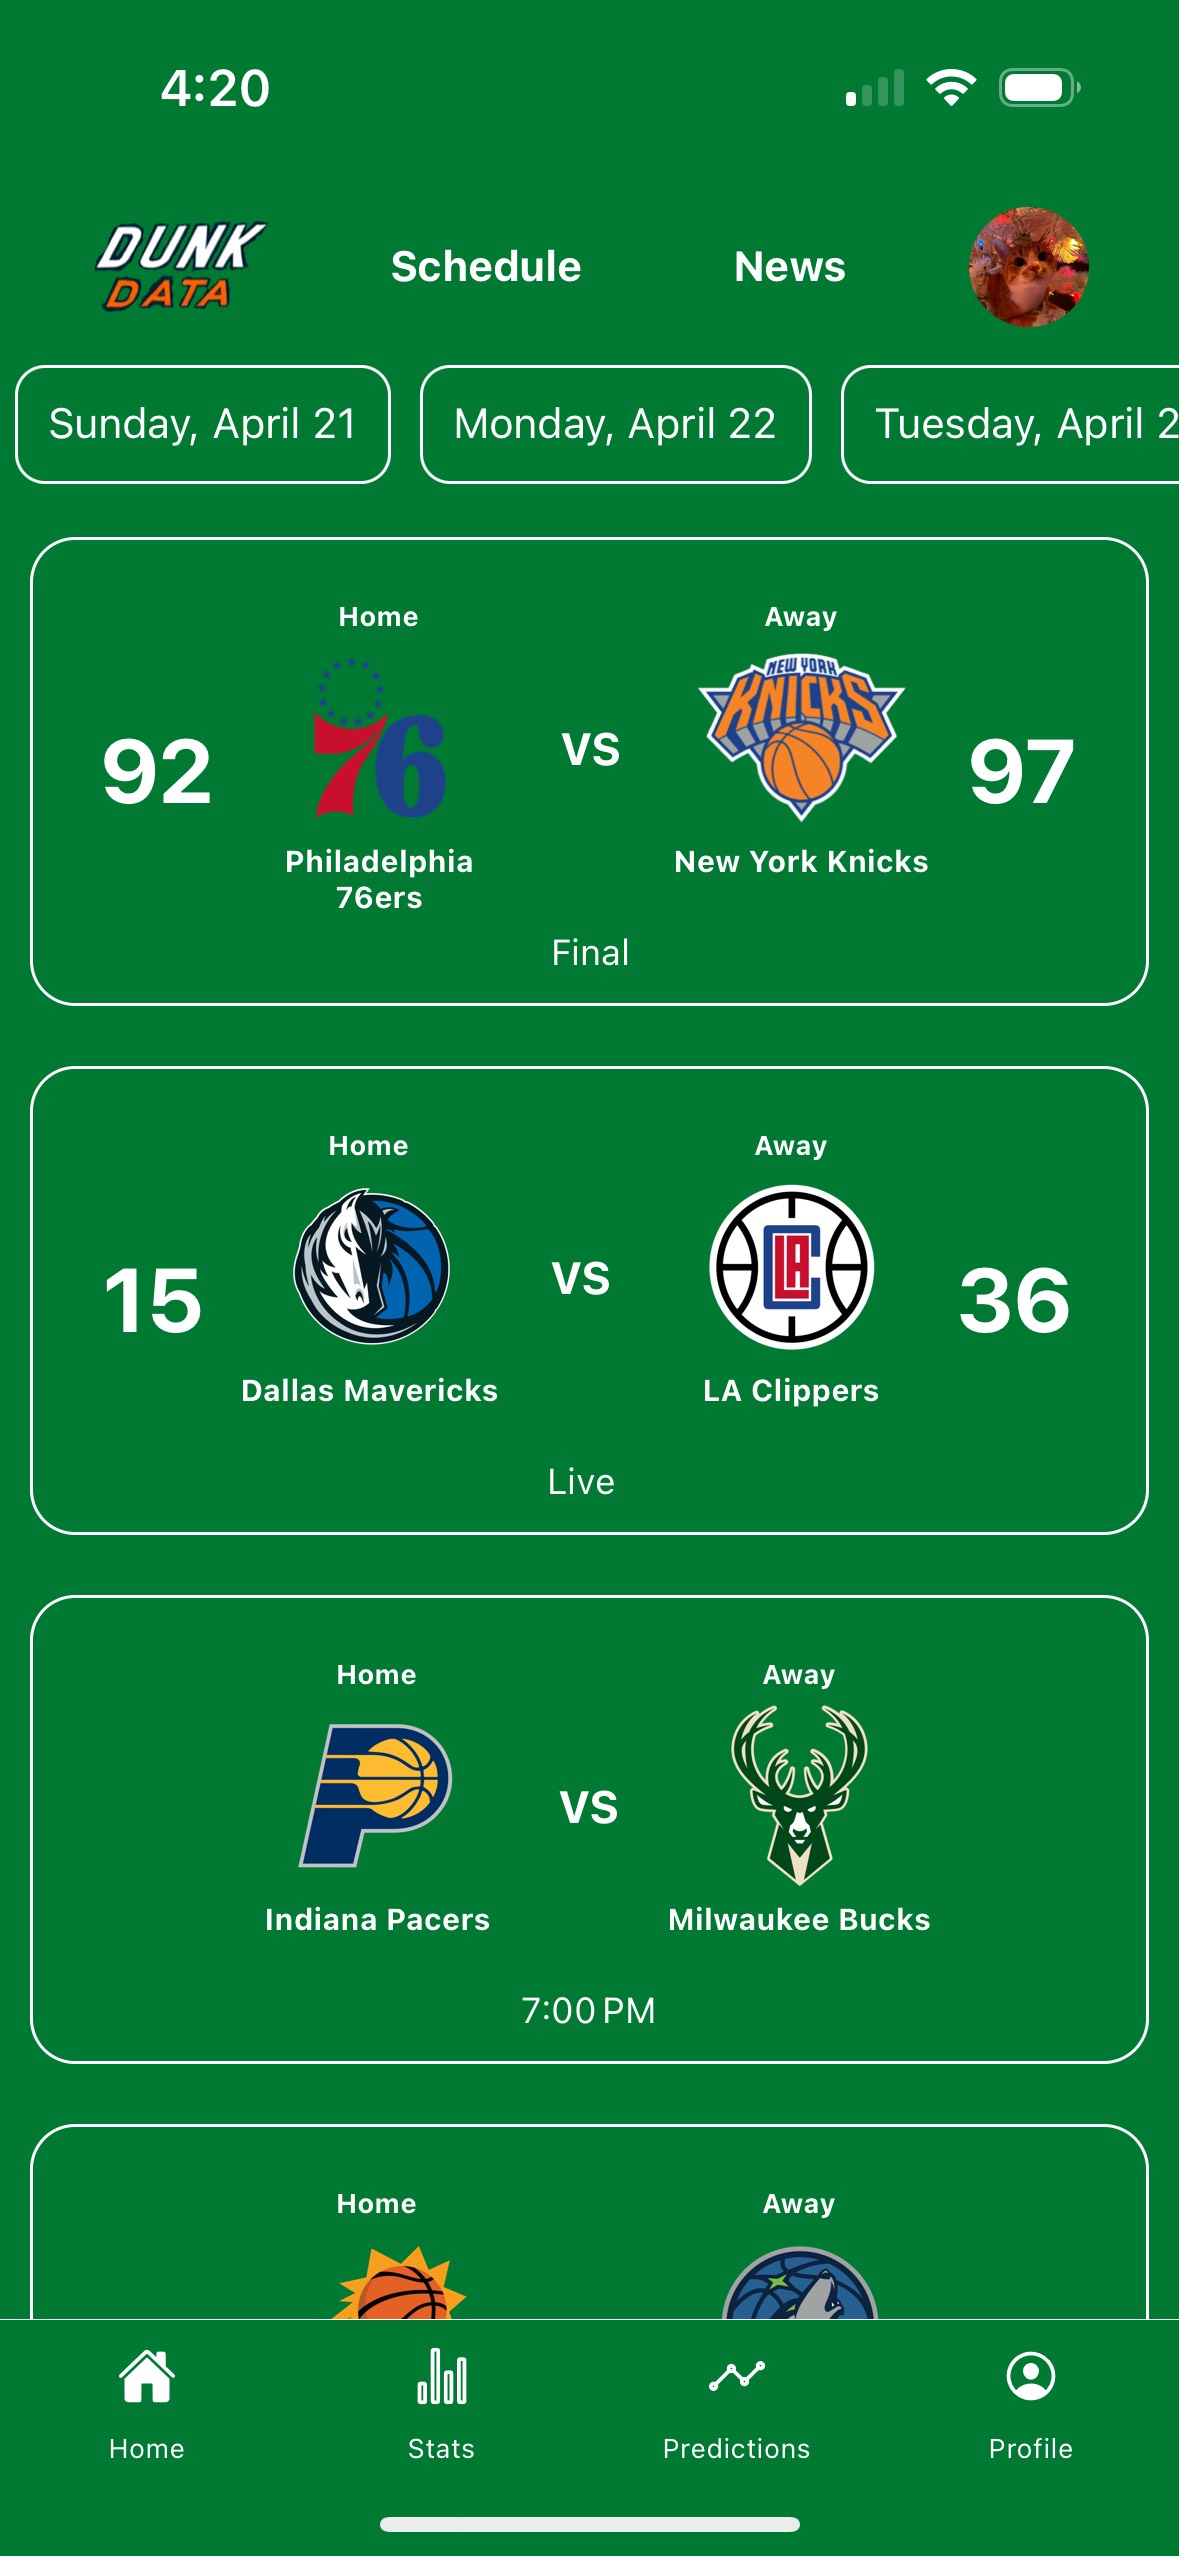 4:20
DUNK
DATA
Schedule
News
Sunday, April 21
Monday, April 22
Tuesday, April 2
Home
Away
92
76
VS
NEW YORK
KNICKS
97
Philadelphia
76ers
New York Knicks
Final
Home
Away
15
VS
LA
C
36
Dallas Mavericks
LA Clippers
Live
Home
Away
VS
Indiana Pacers
Milwaukee Bucks
7:00 PM
Home
Away
Home
Stats
Predictions
Profile